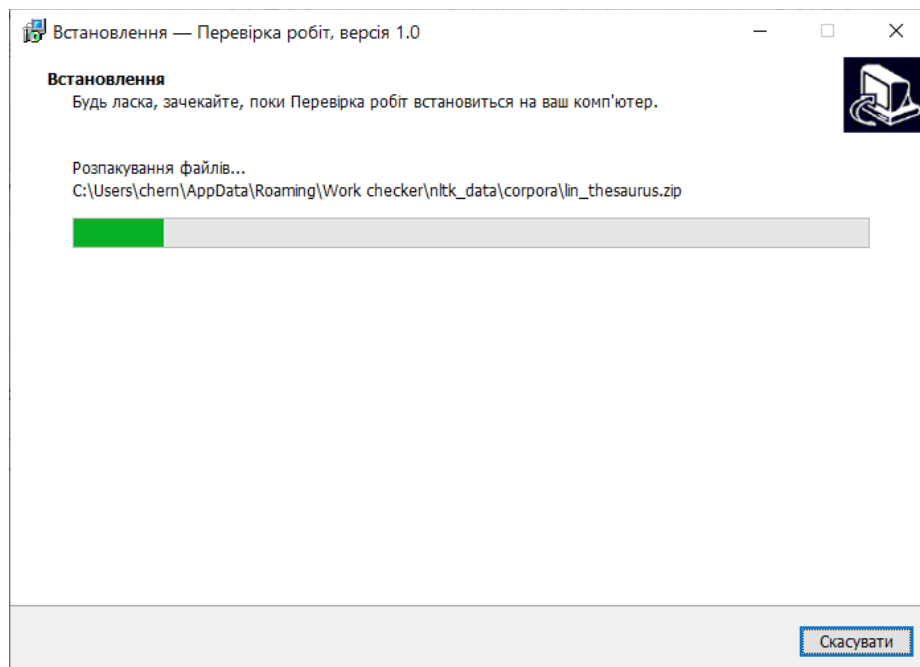 Встановлення — Перевірка робіт, версія 1.0
Встановлення
Будь ласка, зачекайте, поки Перевірка робіт встановиться на ваш комп'ютер.
Розпакування файлів...
C:\Users\chern\AppData\Roaming\Work checker\nltk_data\corpora\lin_thesaurus.zip
Скасувати